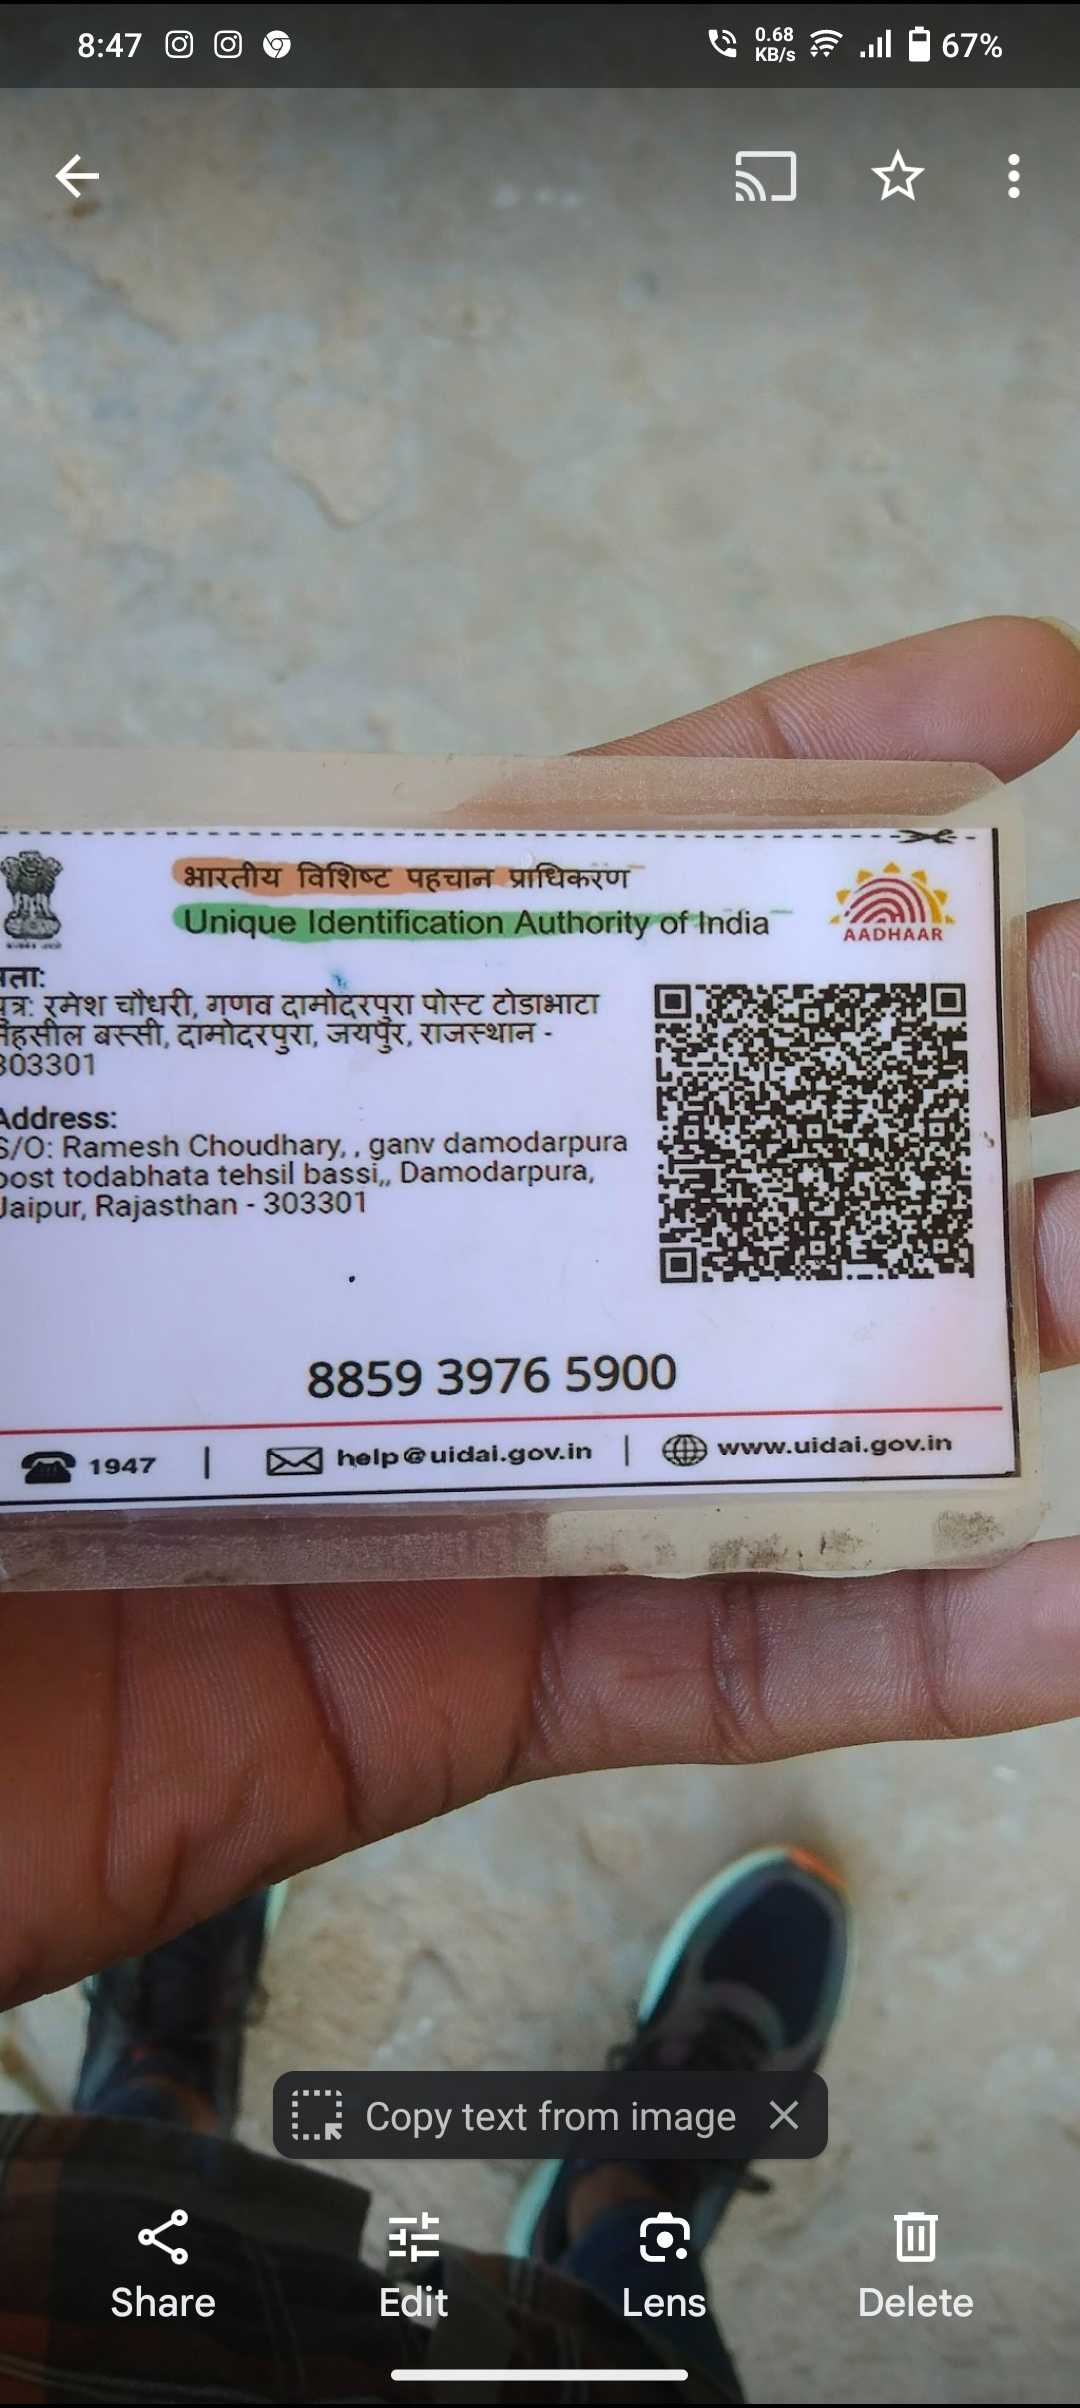 8:47
0.68
KB/s
67%
भारतीय विशिष्ट पहचान प्राधिकरण
Unique Identification Authority of India
AADHAAR
पता:
रमेश चौधरी, गणव दामोदरपुरा पोस्ट टोडाभाटा
बस्सी, दामोदरपुरा, जयपुर, राजस्थान -
303301
Address:
S/O: Ramesh Choudhary, , ganv damodarpura
post todabhata tehsil bassi,, Damodarpura,
Jaipur, Rajasthan - 303301
8859 3976 5900
1947 | help@uidai.gov.in | www.uidai.gov.in
Copy text from image
Share Edit Lens Delete